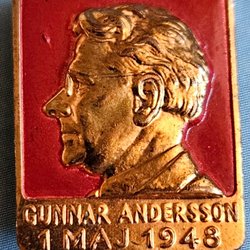 GUNNAR ANDERSSON
1 MAJ 1948